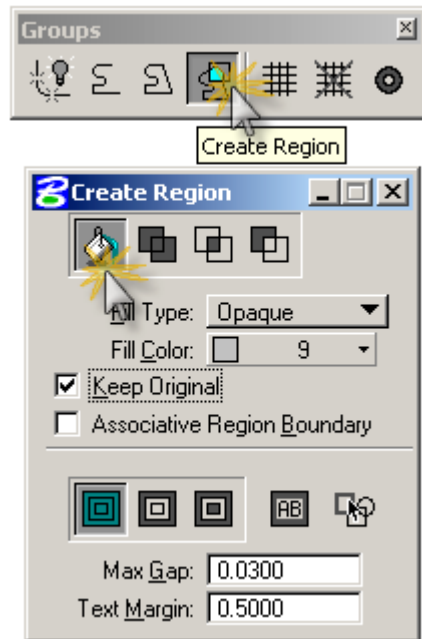 Groups
Create Region
Create Region
Fill Type: Opaque
Fill Color: 9
Keep Original
Associative Region Boundary
AB
Max Gap: 0.0300
Text Margin: 0.5000